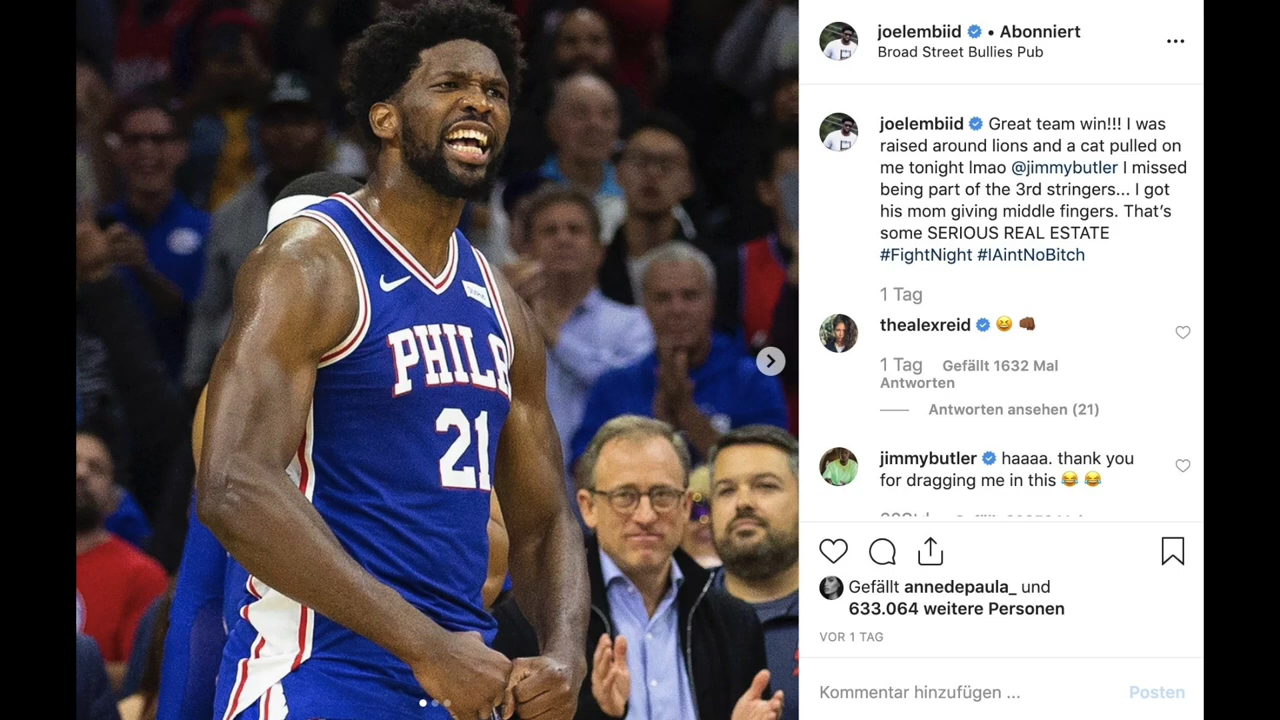 PHILA
21
joelembiid • Abonniert
Broad Street Bullies Pub
joelembiid Great team win!!! I was
raised around lions and a cat pulled on
me tonight lmao @jimmybutler I missed
being part of the 3rd stringers... I got
his mom giving middle fingers. That’s
some SERIOUS REAL ESTATE
#FightNight #IAintNoBitch
1 Tag
thealexreid 😆 👊🏾
1 Tag Gefällt 1632 Mal
Antworten
Antworten ansehen (21)
jimmybutler haaaa. thank you
for dragging me in this 😂 😂
Gefällt annedepaula_ und
633.064 weitere Personen
VOR 1 TAG
Kommentar hinzufügen ...
Posten